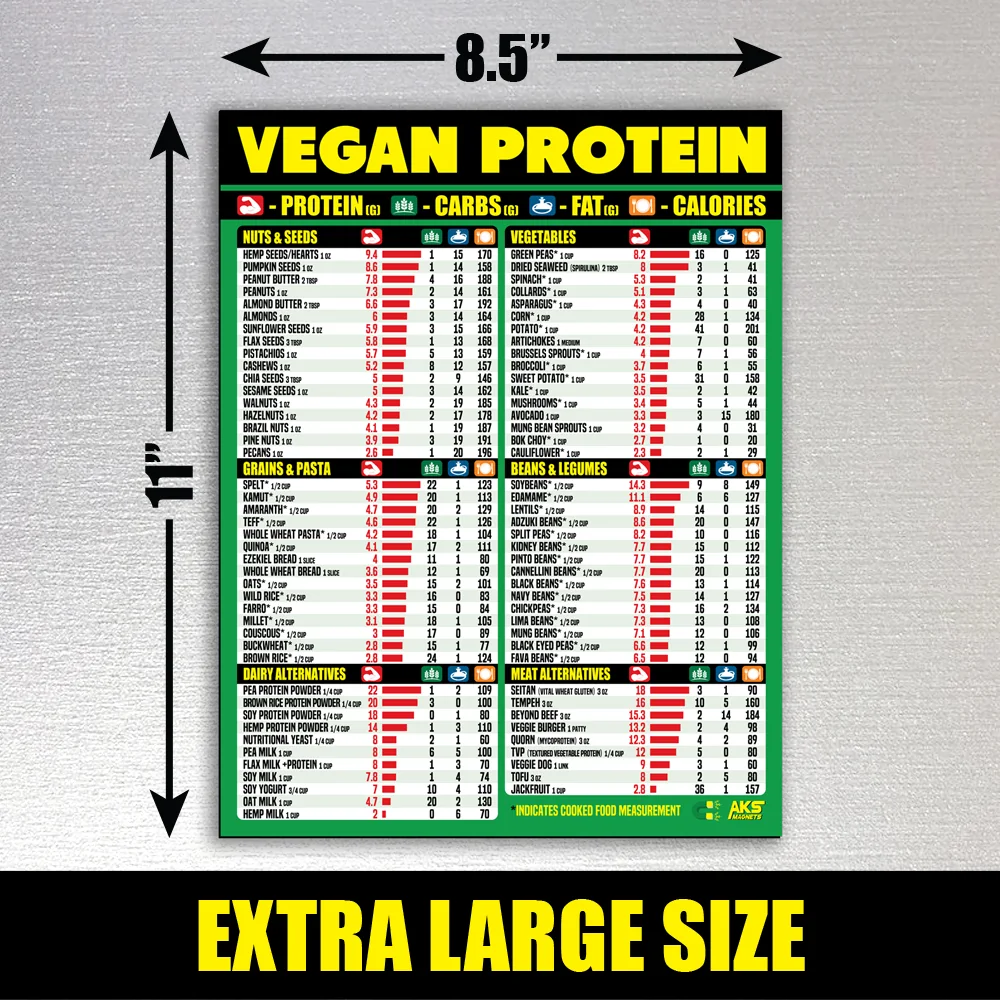 8.5”
11”
VEGAN PROTEIN
- PROTEIN (G) - CARBS (G) - FAT (G) - CALORIES
NUTS & SEEDS
HEMP SEEDS/HEARTS 1 OZ 9.4 1 15 170
PUMPKIN SEEDS 1 OZ 8.6 1 14 158
PEANUT BUTTER 2 TBSP 7.8 4 16 188
PEANUTS 1 OZ 7.3 2 14 161
ALMOND BUTTER 2 TBSP 6.6 3 17 192
ALMONDS 1 OZ 6 3 14 164
SUNFLOWER SEEDS 1 OZ 5.9 3 15 166
FLAX SEEDS 3 TBSP 5.8 1 13 168
PISTACHIOS 1 OZ 5.7 5 13 159
CASHEWS 1 OZ 5.2 8 12 157
CHIA SEEDS 3 TBSP 5 2 9 146
SESAME SEEDS 1 OZ 5 3 14 162
WALNUTS 1 OZ 4.3 2 19 185
HAZELNUTS 1 OZ 4.2 2 17 178
BRAZIL NUTS 1 OZ 4.1 1 19 187
PINE NUTS 1 OZ 3.9 3 19 191
PECANS 1 OZ 2.6 1 20 196
GRAINS & PASTA
SPELT* 1/2 CUP 5.3 22 1 123
KAMUT* 1/2 CUP 4.9 20 1 113
AMARANTH* 1/2 CUP 4.7 20 2 129
TEFF* 1/2 CUP 4.6 22 1 126
WHOLE WHEAT PASTA* 1/2 CUP 4.2 18 1 104
QUINOA* 1/2 CUP 4.1 17 2 111
EZEKIEL BREAD 1 SLICE 4 11 1 80
WHOLE WHEAT BREAD 1 SLICE 3.6 12 1 69
OATS* 1/2 CUP 3.5 15 2 101
WILD RICE* 1/2 CUP 3.3 16 0 83
FARRO* 1/2 CUP 3.3 15 0 84
MILLET* 1/2 CUP 3.1 18 1 105
COUSCOUS* 1/2 CUP 3 17 0 89
BUCKWHEAT* 1/2 CUP 2.8 15 1 77
BROWN RICE* 1/2 CUP 2.8 24 1 124
DAIRY ALTERNATIVES
PEA PROTEIN POWDER 1/4 CUP 22 1 2 109
BROWN RICE PROTEIN POWDER 1/4 CUP 20 3 0 100
SOY PROTEIN POWDER 1/4 CUP 18 0 1 80
HEMP PROTEIN POWDER 1/4 CUP 14 1 3 110
NUTRITIONAL YEAST 1/4 CUP 8 2 1 60
PEA MILK 1 CUP 8 6 5 100
FLAX MILK +PROTEIN 1 CUP 8 1 3 70
SOY MILK 1 CUP 7.8 1 4 74
SOY YOGURT 3/4 CUP 7 10 4 110
OAT MILK 1 CUP 4.7 20 2 130
HEMP MILK 1 CUP 2 0 6 70
VEGETABLES
GREEN PEAS* 1 CUP 8.2 16 0 125
DRIED SEAWEED (SPIRULINA) 2 TBSP 8 3 1 41
SPINACH* 1 CUP 5.3 2 1 41
COLLARDS* 1 CUP 5.1 3 1 63
ASPARAGUS* 1 CUP 4.3 4 0 40
CORN* 1 CUP 4.2 28 1 134
POTATO* 1 CUP 4.2 41 0 201
ARTICHOKES 1 MEDIUM 4.2 7 0 60
BRUSSELS SPROUTS* 1 CUP 4 7 1 56
BROCCOLI* 1 CUP 3.7 6 1 55
SWEET POTATO* 1 CUP 3.5 31 0 158
KALE* 1 CUP 3.5 2 1 42
MUSHROOMS* 1 CUP 3.4 5 1 44
AVOCADO 1 CUP 3.3 3 15 180
MUNG BEAN SPROUTS 1 CUP 3.2 4 0 31
BOK CHOY* 1 CUP 2.7 1 0 20
CAULIFLOWER* 1 CUP 2.3 2 1 29
BEANS & LEGUMES
SOYBEANS* 1/2 CUP 14.3 9 8 149
EDAMAME* 1/2 CUP 11.1 6 6 127
LENTILS* 1/2 CUP 8.9 14 0 115
ADZUKI BEANS* 1/2 CUP 8.6 20 0 147
SPLIT PEAS* 1/2 CUP 8.2 10 0 116
KIDNEY BEANS* 1/2 CUP 7.7 15 0 112
PINTO BEANS* 1/2 CUP 7.7 15 1 122
CANNELLINI BEANS* 1/2 CUP 7.7 20 0 113
BLACK BEANS* 1/2 CUP 7.6 13 1 114
NAVY BEANS* 1/2 CUP 7.5 14 1 127
CHICKPEAS* 1/2 CUP 7.3 16 2 134
LIMA BEANS* 1/2 CUP 7.3 13 0 108
MUNG BEANS* 1/2 CUP 7.1 12 0 106
BLACK EYED PEAS* 1/2 CUP 6.6 12 1 99
FAVA BEANS* 1/2 CUP 6.5 12 0 94
MEAT ALTERNATIVES
SEITAN (VITAL WHEAT GLUTEN) 3 OZ 18 3 1 90
TEMPEH 3 OZ 16 10 5 160
BEYOND BEEF 3 OZ 15.3 2 14 184
VEGGIE BURGER 1 PATTY 13.2 2 4 98
QUORN (MYCOPROTEIN) 3 OZ 12.3 4 2 89
TVP (TEXTURED VEGETABLE PROTEIN) 1/4 CUP 12 5 0 80
VEGGIE DOG 1 LINK 9 3 1 60
TOFU 3 OZ 8 2 5 80
JACKFRUIT 1 CUP 2.8 36 1 157
*INDICATES COOKED FOOD MEASUREMENT
AKS
MAGNETS
EXTRA LARGE SIZE